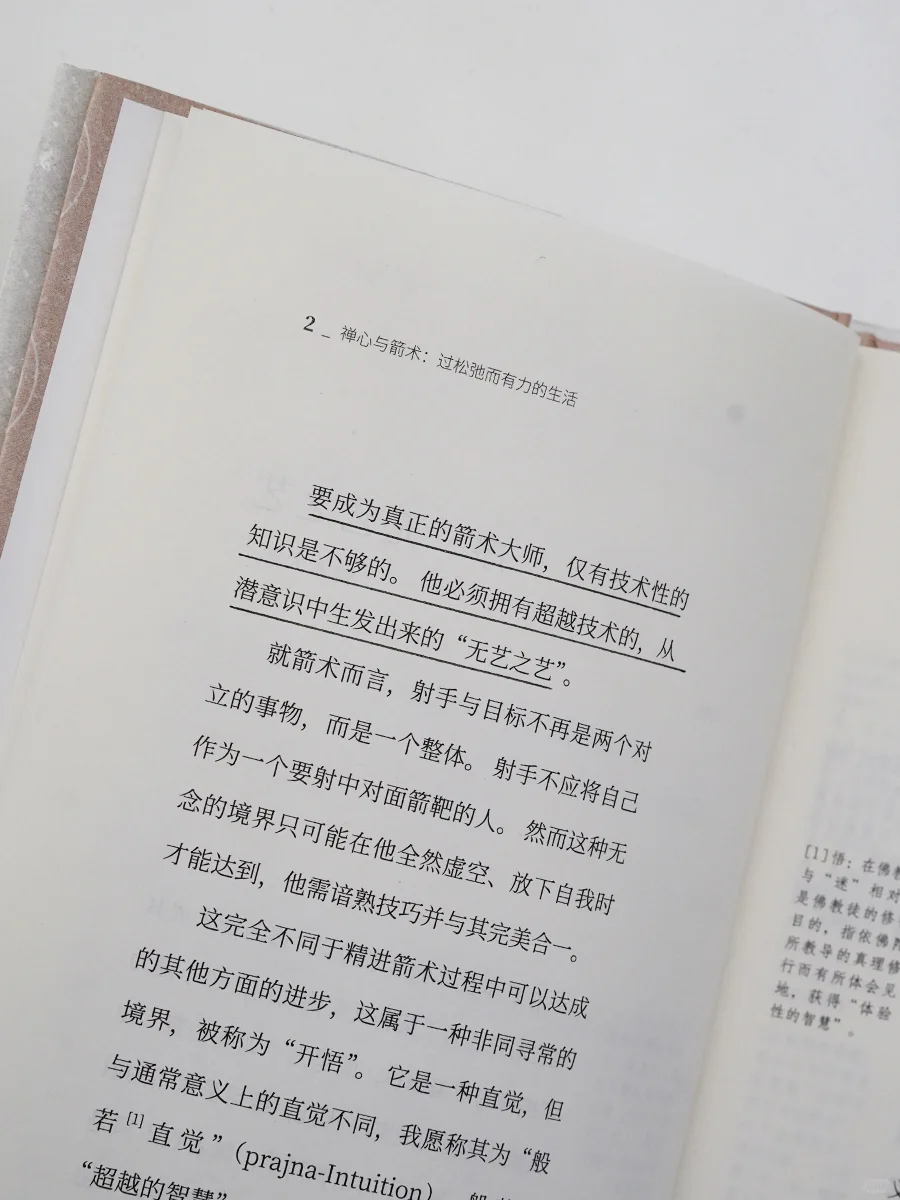 2 _ 禅心与箭术：过松弛而有力的生活
要成为真正的箭术大师，仅有技术性的
知识是不够的。他必须拥有超越技术的，从
潜意识中生发出来的“无艺之艺”。
就箭术而言，射手与目标不再是两个对
立的事物，而是一个整体。射手不应将自己
作为一个要射中对面箭靶的人。然而这种无
念的境界只可能在他全然虚空、放下自我时
才能达到，他需谙熟技巧并与其完美合一。
这完全不同于精进箭术过程中可以达成
的其他方面的进步，这属于一种非同寻常的
境界，被称为“开悟”。它是一种直觉，但
与通常意义上的直觉不同，我愿称其为“般
若[1]直觉”（prajna-Intuition）
“超越的智慧”
[1]悟：在佛教
与“迷”相对
是佛教徒的修
目的，指依佛陀
所教导的真理修
行而有所体会见
地，获得“体验
性的智慧”。